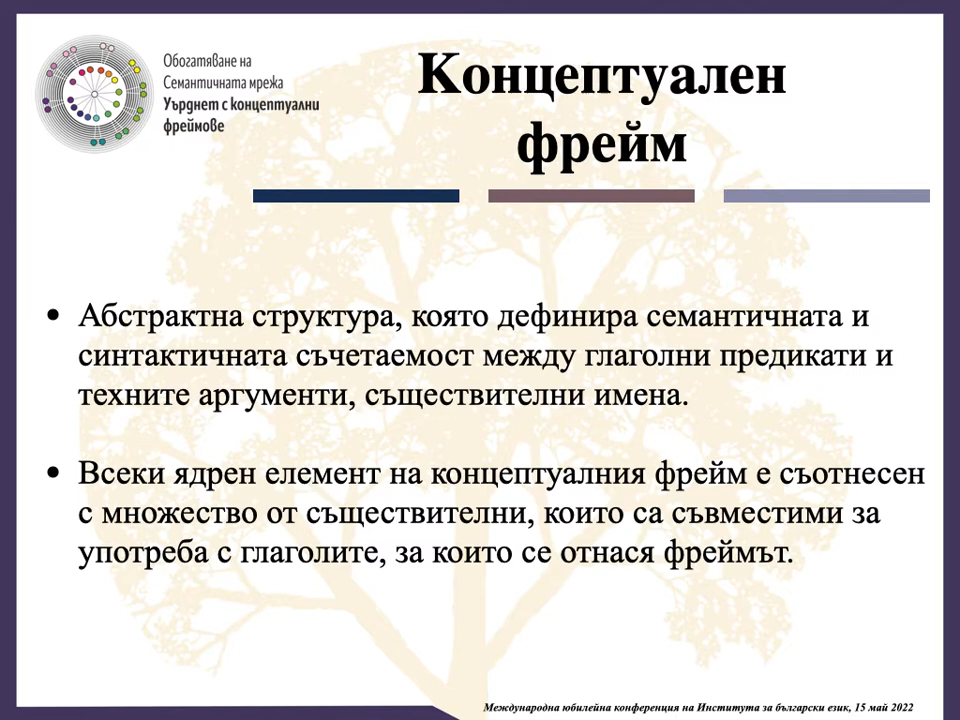 Обогатяване на
Семантичната мрежа
Уърднет с концептуални
фреймове
Концептуален
фрейм
• Абстрактна структура, която дефинира семантичната и
синтактичната съчетаемост между глаголни предикати и
техните аргументи, съществителни имена.
• Всеки ядрен елемент на концептуалния фрейм е съотнесен
с множество от съществителни, които са съвместими за
употреба с глаголите, за които се отнася фреймът.
Международна юбилейна конференция на Института за български език, 15 май 2022